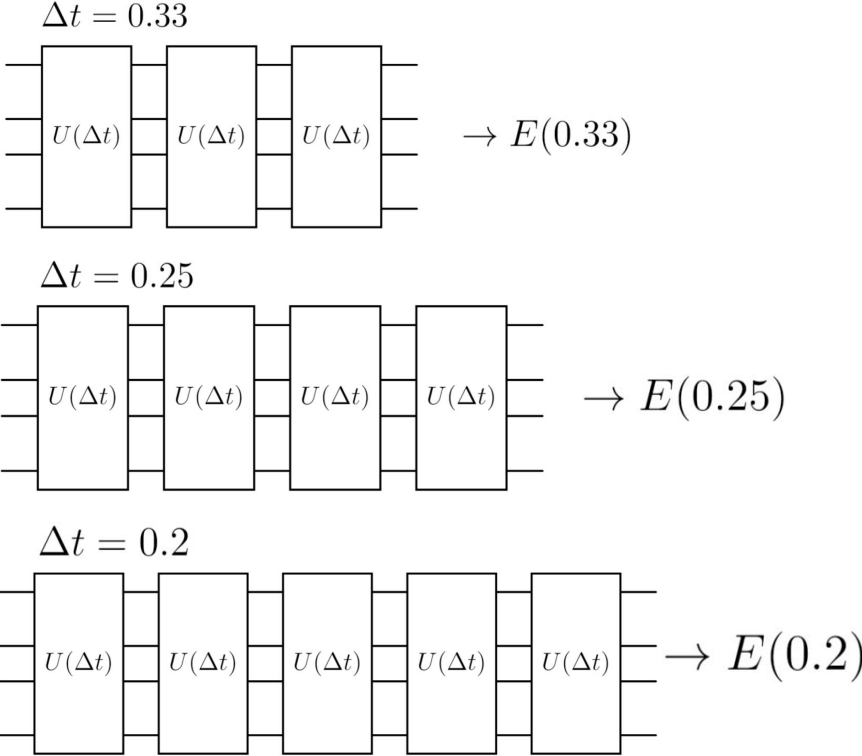 Δt = 0.33
U(Δt) U(Δt) U(Δt) → E(0.33)
Δt = 0.25
U(Δt) U(Δt) U(Δt) U(Δt) → E(0.25)
Δt = 0.2
U(Δt) U(Δt) U(Δt) U(Δt) U(Δt) → E(0.2)